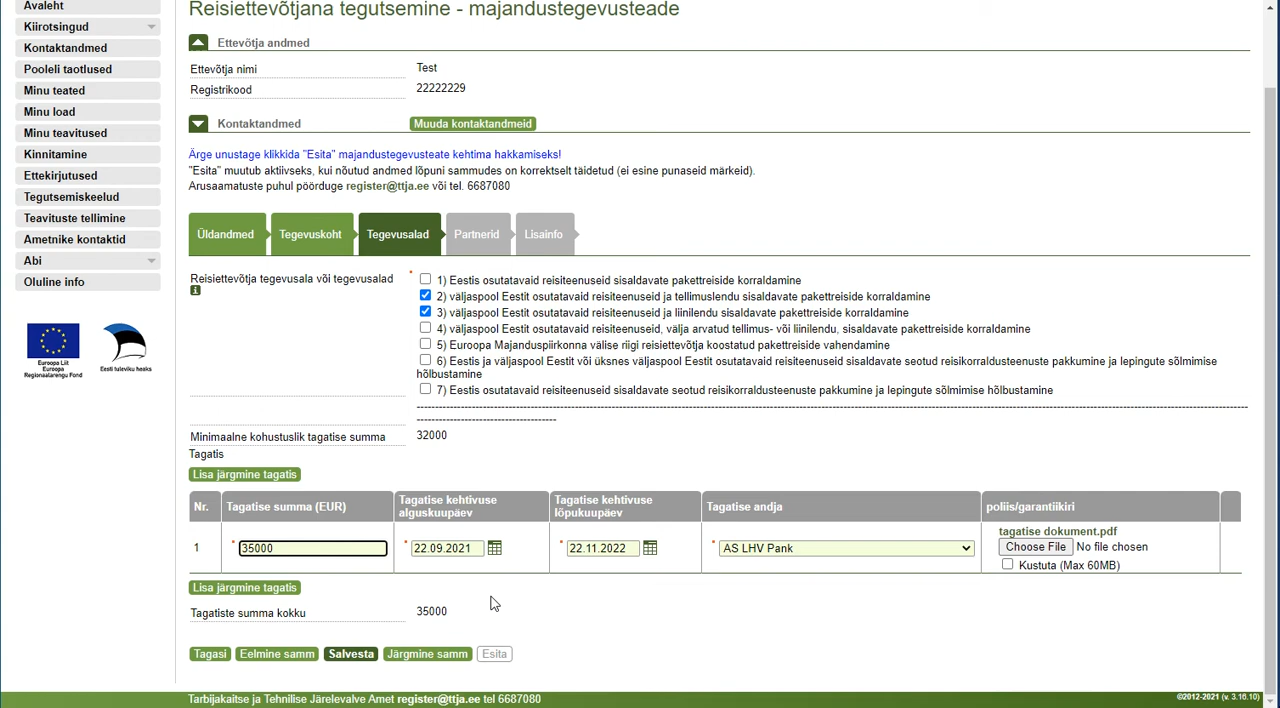 Avaleht
Kiirotsingud
Kontaktandmed
Pooleli taotlused
Minu teated
Minu load
Minu teavitused
Kinnitamine
Ettekirjutused
Tegutsemiskeelud
Teavituste tellimine
Ametnike kontaktid
Abi
Oluline info
Euroopa Liit
Euroopa
Regionaalarengu Fond
Eesti tuleviku heaks
Reisiettevõtjana tegutsemine - majandustegevusteade
Ettevõtja andmed
Ettevõtja nimi Test
Registrikood 22222229
Kontaktandmed Muuda kontaktandmeid
Ärge unustage klikkida "Esita" majandustegevusteate kehtima hakkamiseks!
"Esita" muutub aktiivseks, kui nõutud andmed lõpuni sammudes on korrektselt täidetud (ei esine punaseid märkeid).
Arusaamatuste puhul pöörduge register@ttja.ee või tel. 6687080
Üldandmed Tegevuskoht Tegevusalad Partnerid Lisainfo
Reisiettevõtja tegevusala või tegevusalad
1) Eestis osutatavaid reisiteenuseid sisaldavate pakettreiside korraldamine
2) väljaspool Eestit osutatavaid reisiteenuseid ja tellimuslendu sisaldavate pakettreiside korraldamine
3) väljaspool Eestit osutatavaid reisiteenuseid ja liinilendu sisaldavate pakettreiside korraldamine
4) väljaspool Eestit osutatavaid reisiteenuseid, välja arvatud tellimus- või liinilendu, sisaldavate pakettreiside korraldamine
5) Euroopa Majanduspiirkonna välise riigi reisiettevõtja koostatud pakettreiside vahendamine
6) Eestis ja väljaspool Eestit või üksnes väljaspool Eestit osutatavaid reisiteenuseid sisaldavate seotud reisikorraldusteenuste pakkumine ja lepingute sõlmimise
hõlbustamine
7) Eestis osutatavaid reisiteenuseid sisaldavate seotud reisikorraldusteenuste pakkumine ja lepingute sõlmimise hõlbustamine
Minimaalne kohustuslik tagatise summa 32000
Tagatis
Lisa järgmine tagatis
Nr. Tagatise summa (EUR) Tagatise kehtivuse alguskuupäev Tagatise kehtivuse lõpukuupäev Tagatise andja poliis/garantiikiri
1 35000 22.09.2021 22.11.2022 AS LHV Pank
tagatise dokument.pdf
Choose File No file chosen
Kustuta (Max 60MB)
Lisa järgmine tagatis
Tagatiste summa kokku 35000
Tagasi Eelmine samm Salvesta Järgmine samm Esita
Tarbijakaitse ja Tehnilise Järelevalve Amet register@ttja.ee tel 6687080
©2012-2021 (v. 3.16.10)